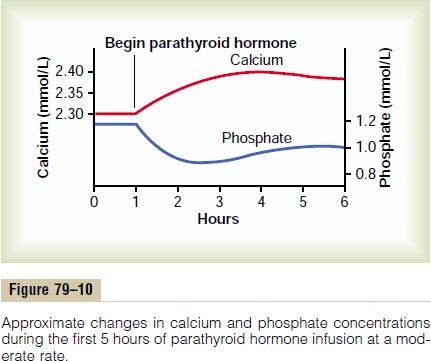 Begin parathyroid hormone
Calcium
Calcium (mmol/L)
2.40
2.35
2.30
Phosphate
Phosphate (mmol/L)
1.2
1.0
0.8
0 1 2 3 4 5 6
Hours
Figure 79–10
Approximate changes in calcium and phosphate concentrations
during the first 5 hours of parathyroid hormone infusion at a mod-
erate rate.